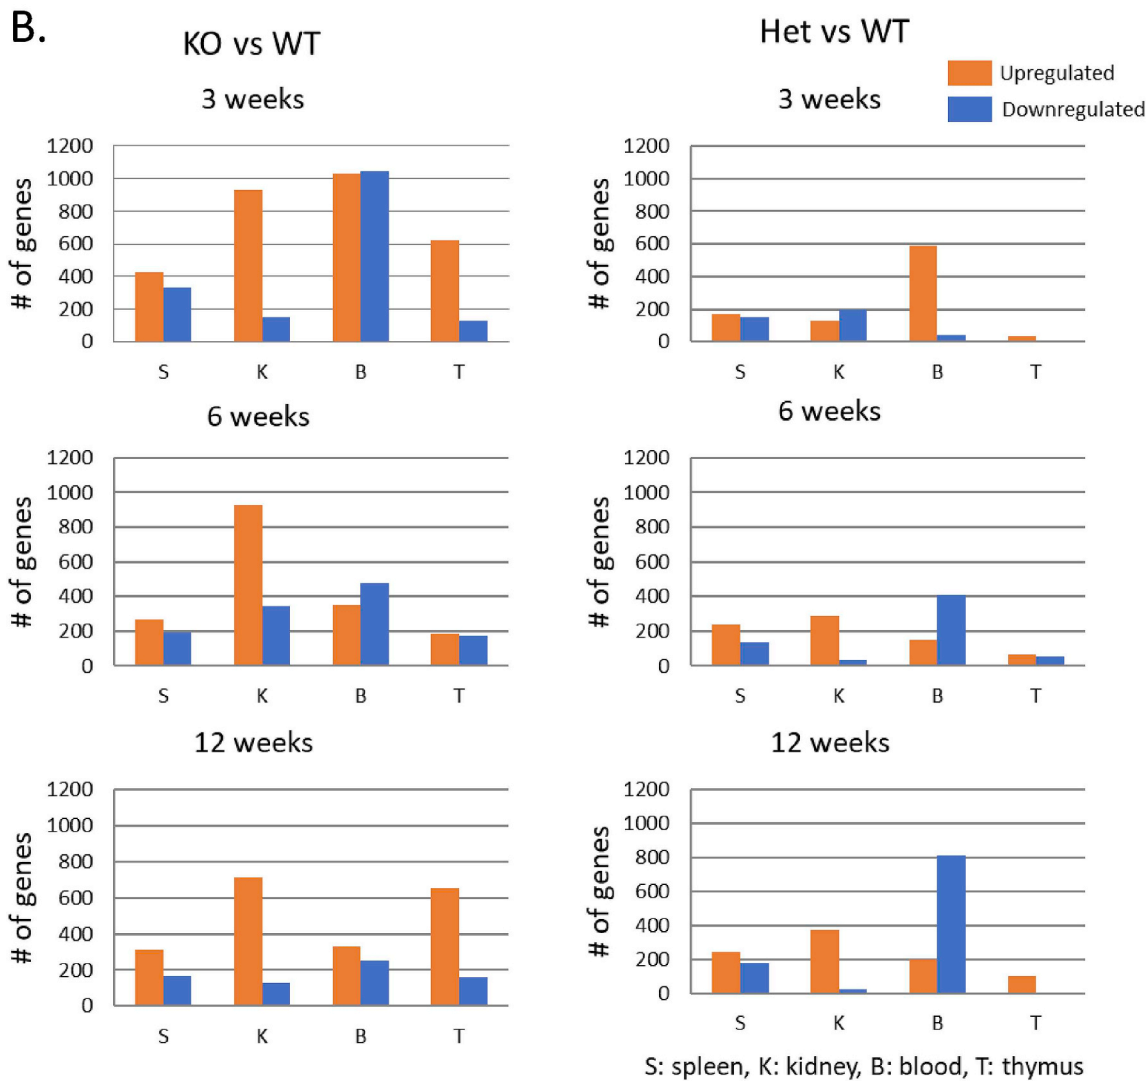 B.
KO vs WT
Het vs WT
Upregulated
Downregulated
3 weeks
# of genes
1200
1000
800
600
400
200
0
S K B T
3 weeks
# of genes
1200
1000
800
600
400
200
0
S K B T
6 weeks
# of genes
1200
1000
800
600
400
200
0
S K B T
6 weeks
# of genes
1200
1000
800
600
400
200
0
S K B T
12 weeks
# of genes
1200
1000
800
600
400
200
0
S K B T
12 weeks
# of genes
1200
1000
800
600
400
200
0
S K B T
S: spleen, K: kidney, B: blood, T: thymus